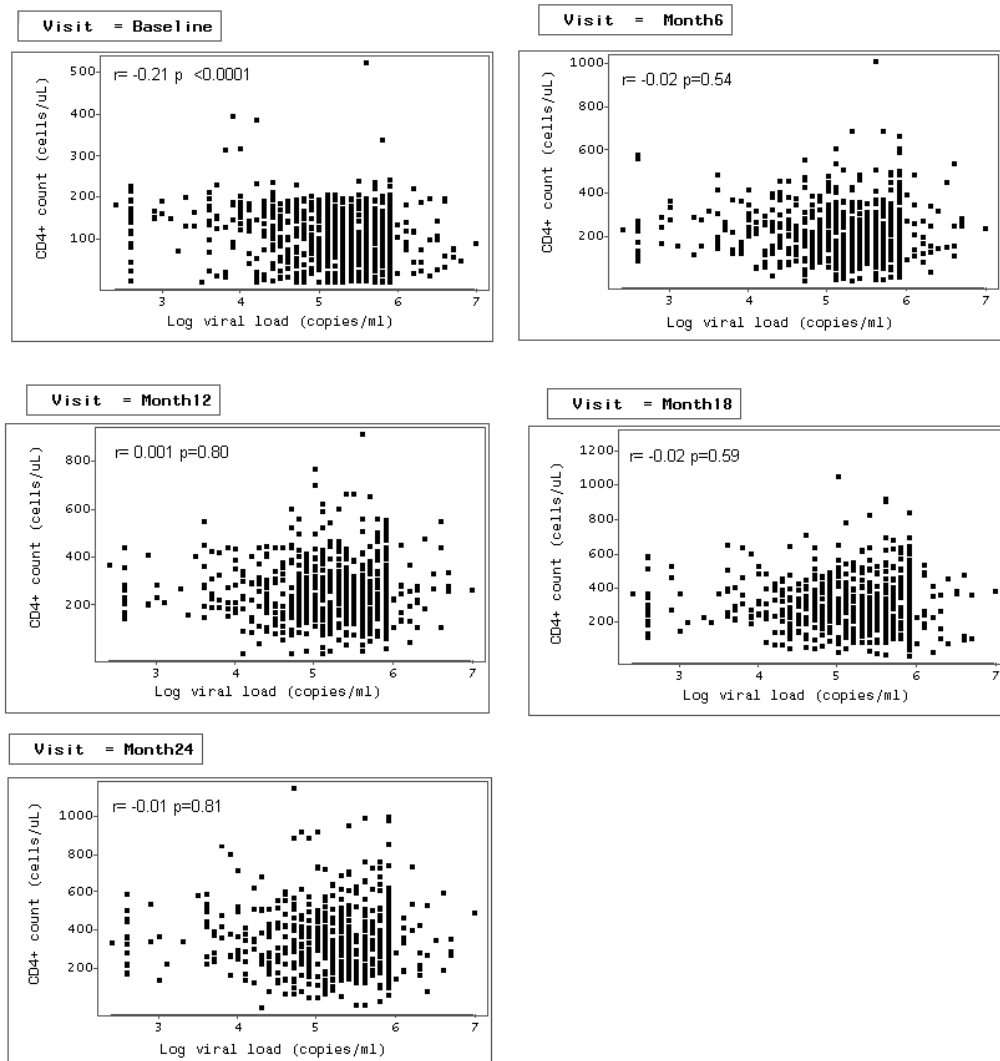 Visit = Baseline
r= -0.21 p <0.0001
CD4+ count (cells/uL)
500
400
300
200
100
3 4 5 6 7
Log viral load (copies/ml)
Visit = Month6
r= -0.02 p=0.54
CD4+ count (cells/uL)
1000
800
600
400
200
3 4 5 6 7
Log viral load (copies/ml)
Visit = Month12
r= 0.001 p=0.80
CD4+ count (cells/uL)
800
600
400
200
3 4 5 6 7
Log viral load (copies/ml)
Visit = Month18
r= -0.02 p=0.59
CD4+ count (cells/uL)
1200
1000
800
600
400
200
3 4 5 6 7
Log viral load (copies/ml)
Visit = Month24
r= -0.01 p=0.81
CD4+ count (cells/uL)
1000
800
600
400
200
3 4 5 6 7
Log viral load (copies/ml)